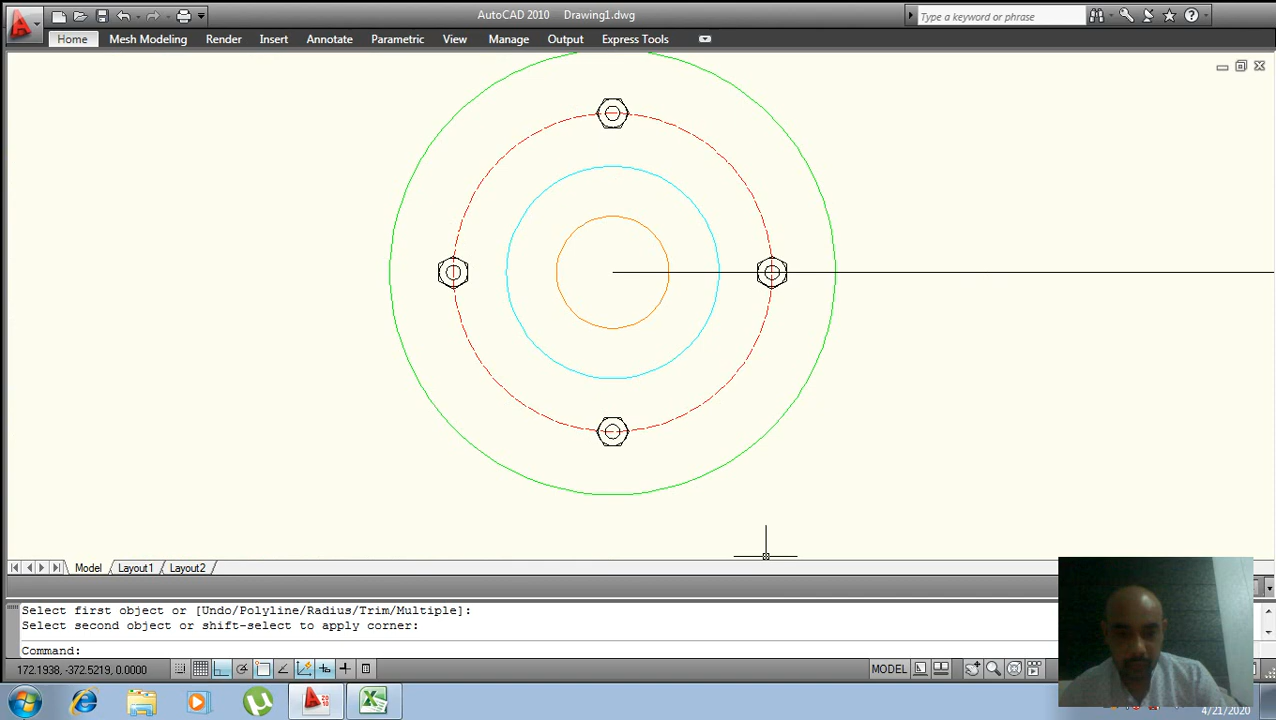 AutoCAD 2010 Drawing1.dwg
Type a keyword or phrase
Home Mesh Modeling Render Insert Annotate Parametric View Manage Output Express Tools
Model Layout1 Layout2
Select first object or [Undo/Polyline/Radius/Trim/Multiple]:
Select second object or shift-select to apply corner:
Command:
172.1938, -372.5219, 0.0000
MODEL
4/21/2020